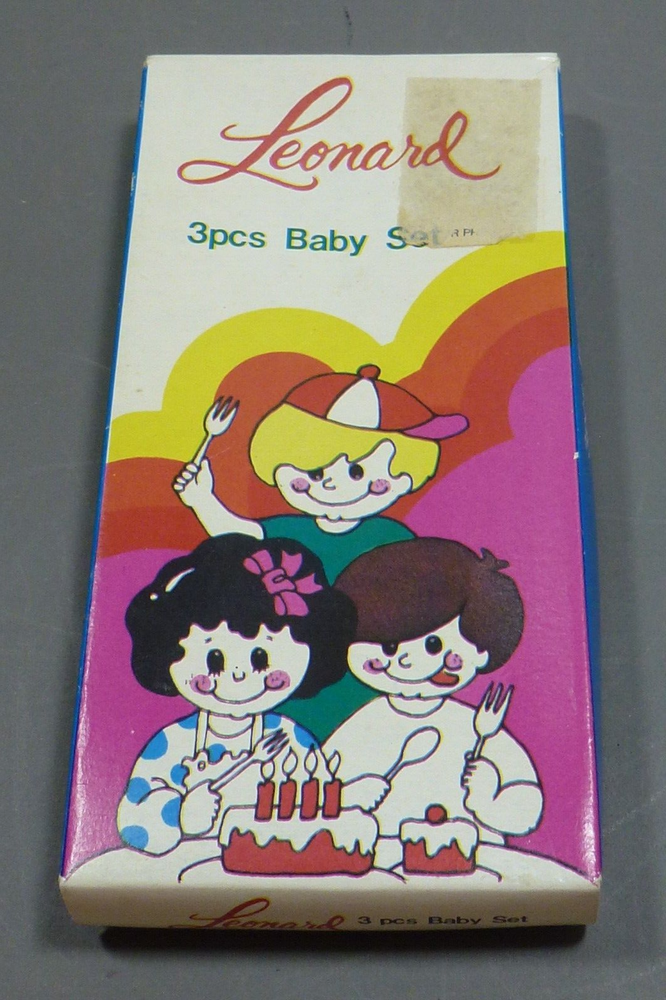 Leonard
3pcs Baby Set
Leonard 3 pcs Baby Set